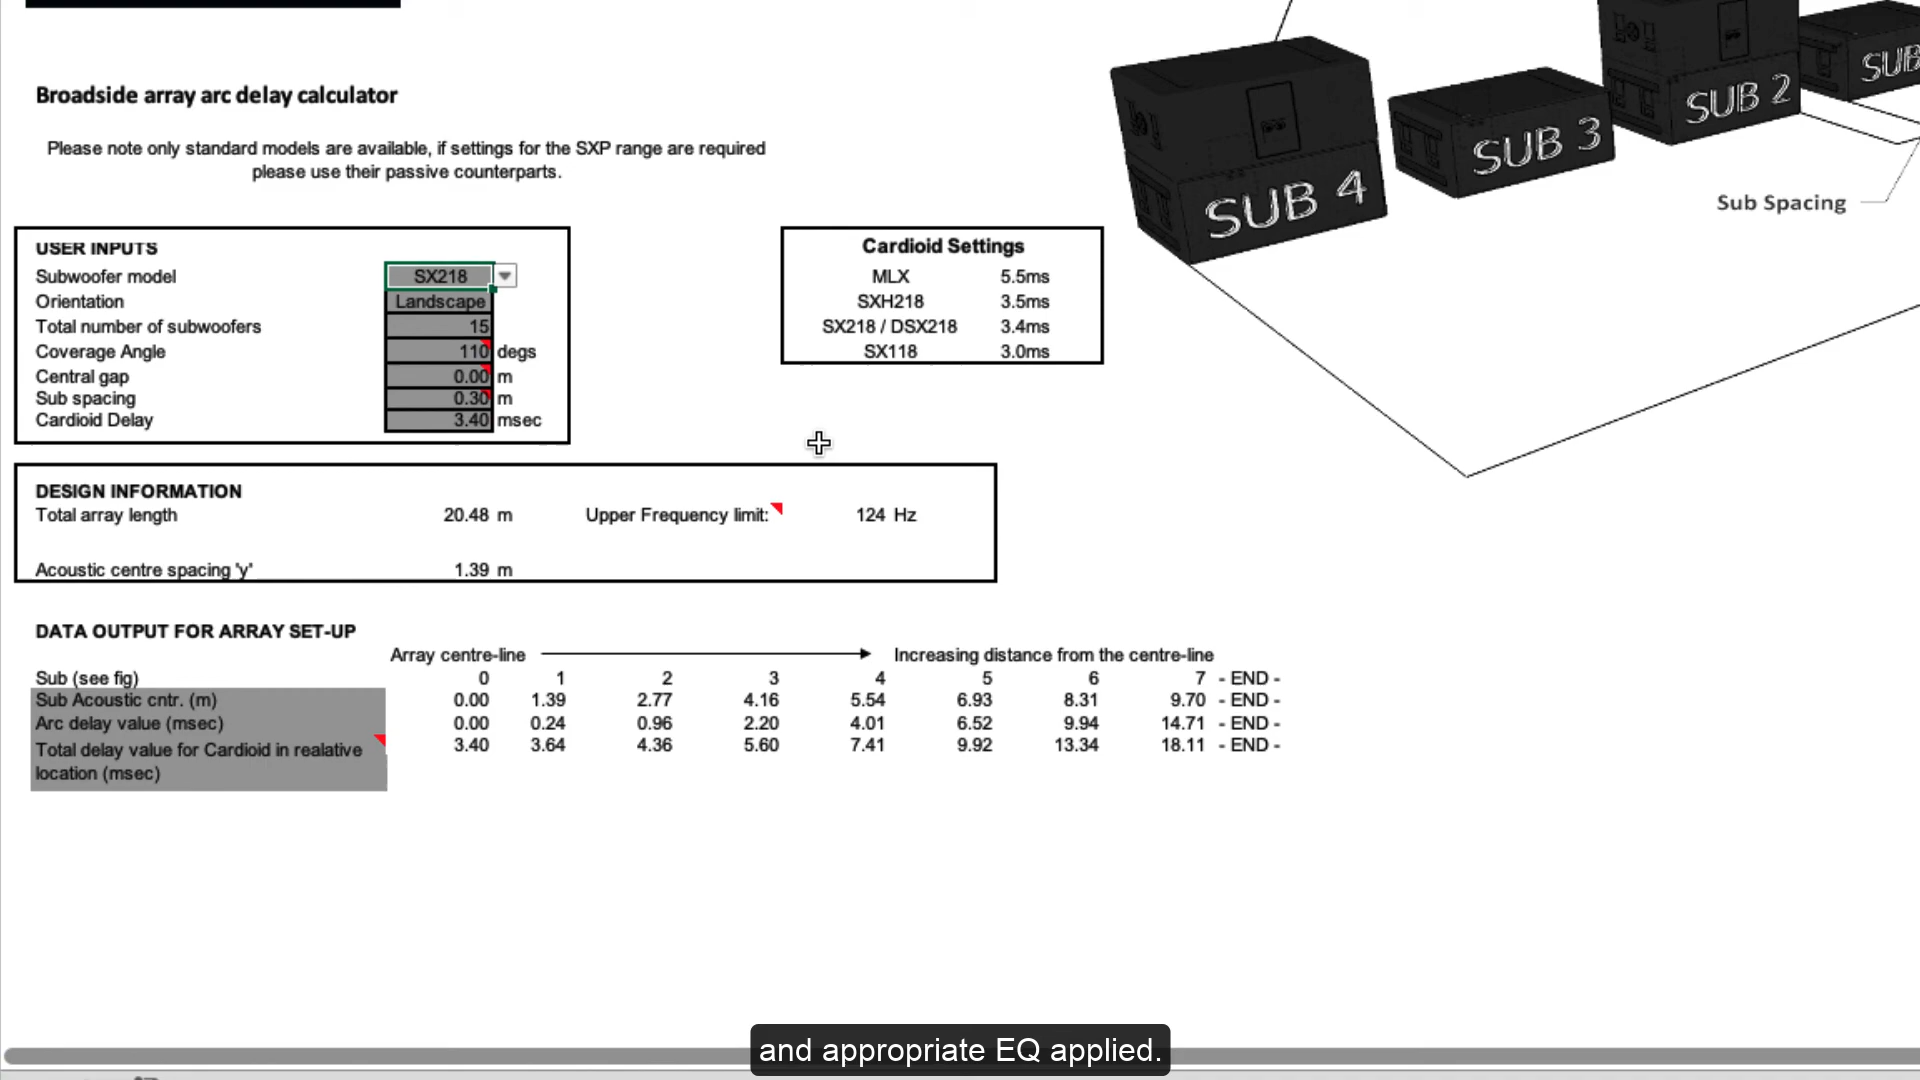 Broadside array arc delay calculator
Please note only standard models are available, if settings for the SXP range are required
please use their passive counterparts.
SUB 4
SUB 3
SUB 2
SUB
Sub Spacing
USER INPUTS
Subwoofer model SX218
Orientation Landscape
Total number of subwoofers 15
Coverage Angle 110 degs
Central gap 0.00 m
Sub spacing 0.30 m
Cardioid Delay 3.40 msec
Cardioid Settings
MLX 5.5ms
SXH218 3.5ms
SX218 / DSX218 3.4ms
SX118 3.0ms
DESIGN INFORMATION
Total array length 20.48 m Upper Frequency limit: 124 Hz
Acoustic centre spacing 'y' 1.39 m
DATA OUTPUT FOR ARRAY SET-UP
Array centre-line Increasing distance from the centre-line
Sub (see fig) 0 1 2 3 4 5 6 7 - END -
Sub Acoustic cntr. (m) 0.00 1.39 2.77 4.16 5.54 6.93 8.31 9.70 - END -
Arc delay value (msec) 0.00 0.24 0.96 2.20 4.01 6.52 9.94 14.71 - END -
Total delay value for Cardioid in realative 3.40 3.64 4.36 5.60 7.41 9.92 13.34 18.11 - END -
location (msec)
and appropriate EQ applied.